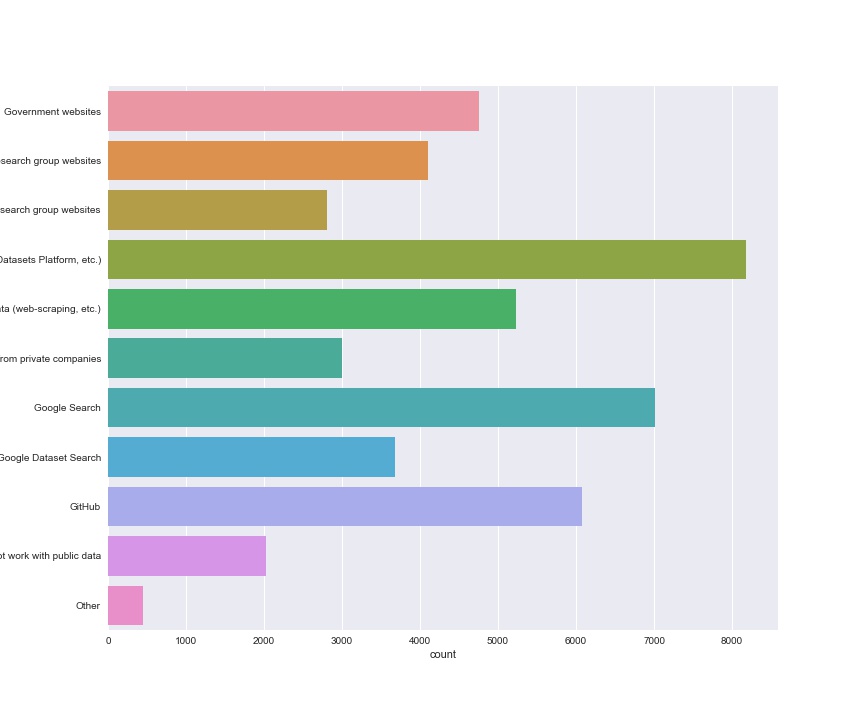 Government websites
search group websites
search group websites
Datasets Platform, etc.)
ta (web-scraping, etc.)
rom private companies
Google Search
Google Dataset Search
GitHub
ot work with public data
Other
0 1000 2000 3000 4000 5000 6000 7000 8000
count